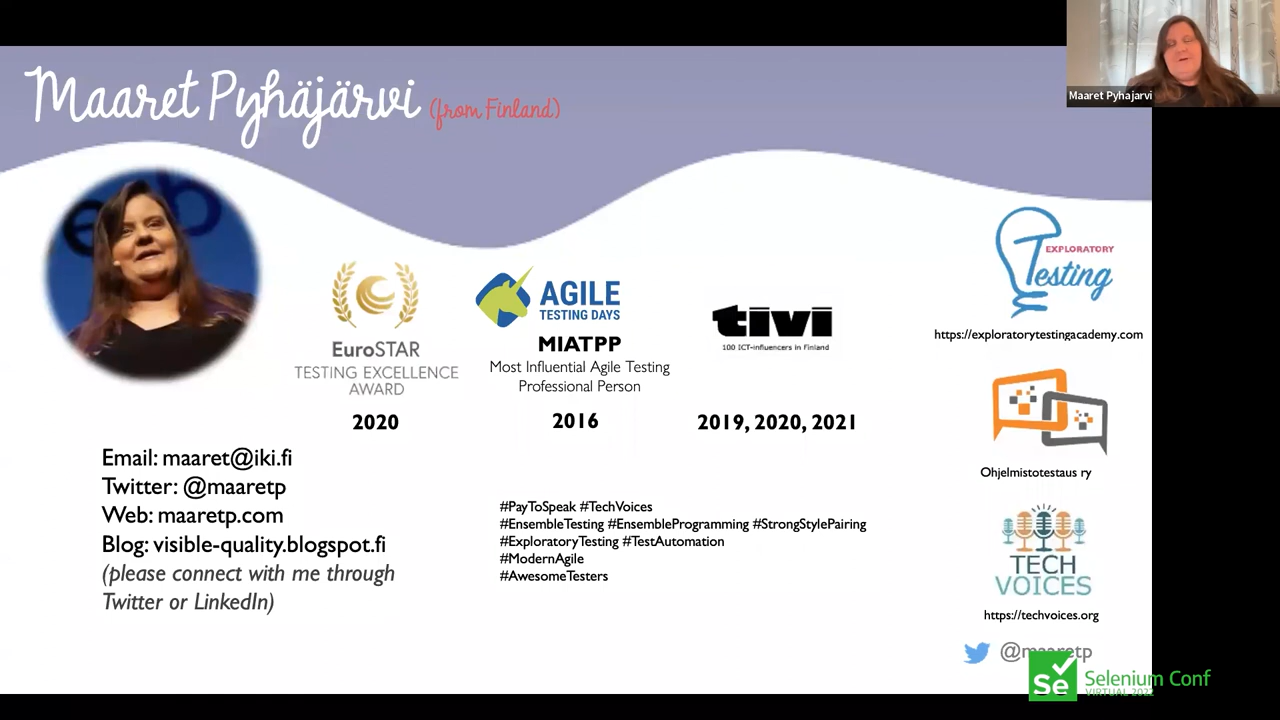 Maaret Pyhäjärvi (from Finland)
Maaret Pyhajarvi
EuroSTAR
TESTING EXCELLENCE
AWARD
2020
AGILE
TESTING DAYS
MIATPP
Most Influential Agile Testing
Professional Person
2016
tivi
100 ICT-influencers in Finland
2019, 2020, 2021
EXPLORATORY
Testing
https://exploratorytestingacademy.com
Ohjelmistotestaus ry
TECH
VOICES
https://techvoices.org
Email: maaret@iki.fi
Twitter: @maaretp
Web: maaretp.com
Blog: visible-quality.blogspot.fi
(please connect with me through
Twitter or LinkedIn)
#PayToSpeak #TechVoices
#EnsembleTesting #EnsembleProgramming #StrongStylePairing
#ExploratoryTesting #TestAutomation
#ModernAgile
#AwesomeTesters
@maaretp
Se Selenium Conf
VIRTUAL 2022